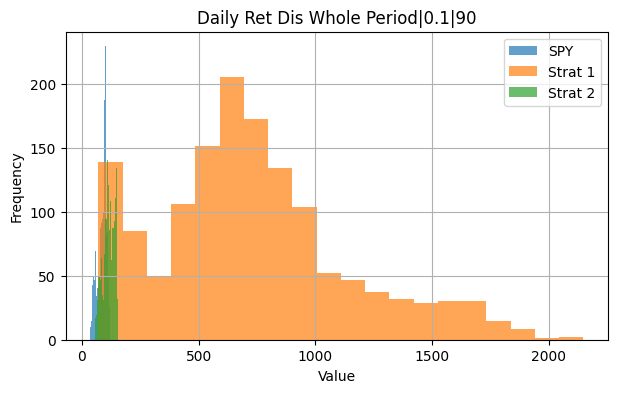 Daily Ret Dis Whole Period|0.1|90
SPY
Strat 1
Strat 2
Frequency
200
150
100
50
0
0
500
1000
1500
2000
Value